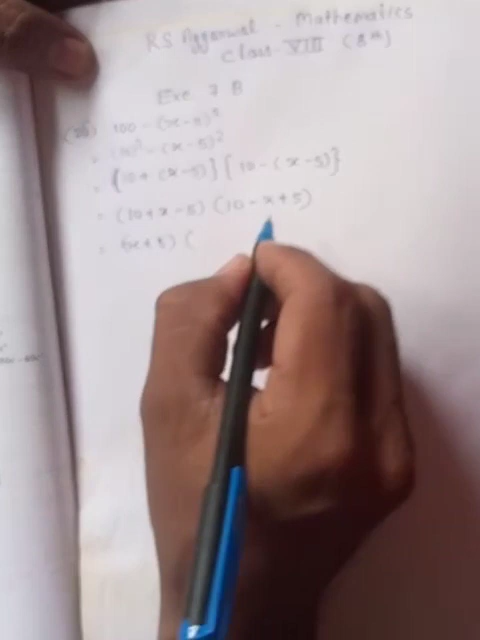 RS Aggarwal - Mathematics
Class - VIII (8th)
Exe 7 B
100 - (x-5)²
= (10)² - (x-5)²
= {10+(x-5)} {10-(x-5)}
= (10+x-5) (10-x+5)
= (x+5) (